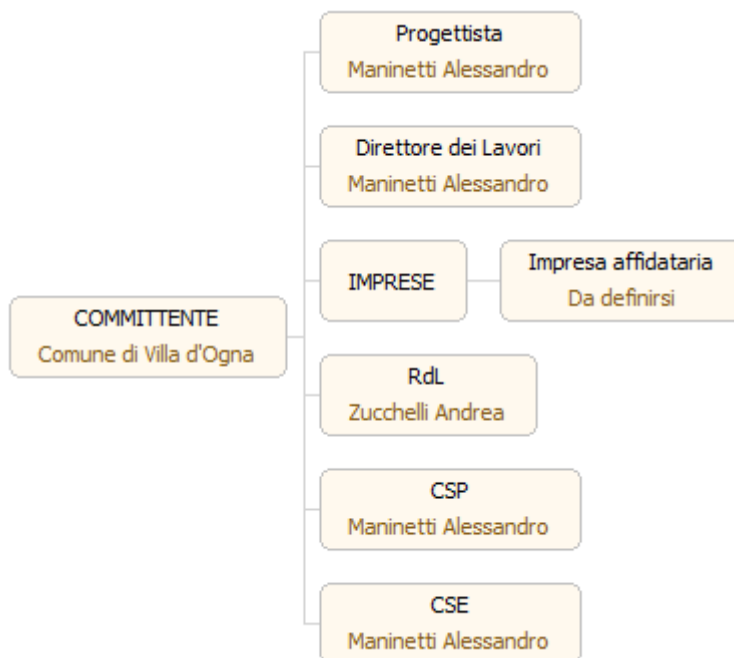 Progettista
Maninetti Alessandro
Direttore dei Lavori
Maninetti Alessandro
IMPRESE
Impresa affidataria
Da definirsi
COMMITTENTE
Comune di Villa d'Ogna
RdL
Zucchelli Andrea
CSP
Maninetti Alessandro
CSE
Maninetti Alessandro